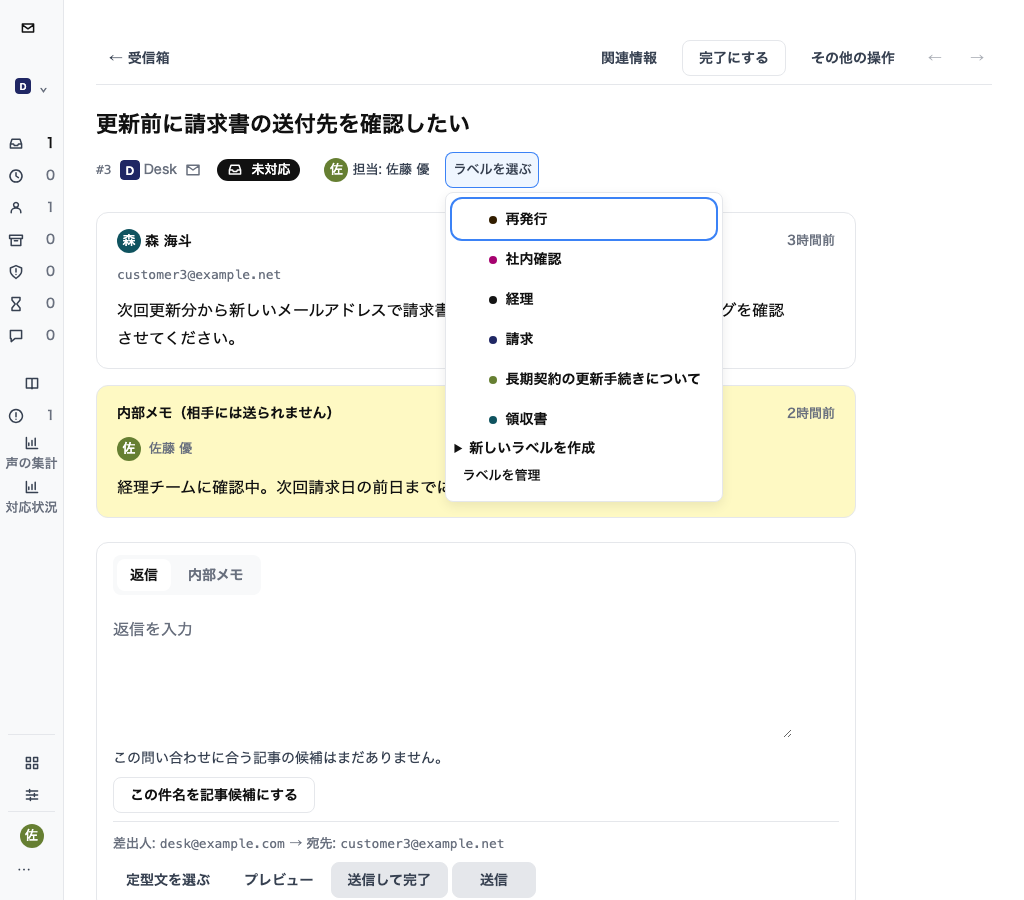 ← 受信箱
関連情報
完了にする
その他の操作
←
→
D
更新前に請求書の送付先を確認したい
#3 D Desk 未対応 佐 担当: 佐藤 優 ラベルを選ぶ
1
0
1
0
0
0
0
1
声の集計
対応状況
佐
...
再発行
社内確認
経理
請求
長期契約の更新手続きについて
領収書
▶ 新しいラベルを作成
ラベルを管理
森 森 海斗
3時間前
customer3@example.net
次回更新分から新しいメールアドレスで請求書
グを確認
させてください。
内部メモ（相手には送られません）
2時間前
佐 佐藤 優
経理チームに確認中。次回請求日の前日までに
返信
内部メモ
返信を入力
この問い合わせに合う記事の候補はまだありません。
この件名を記事候補にする
差出人: desk@example.com → 宛先: customer3@example.net
定型文を選ぶ
プレビュー
送信して完了
送信